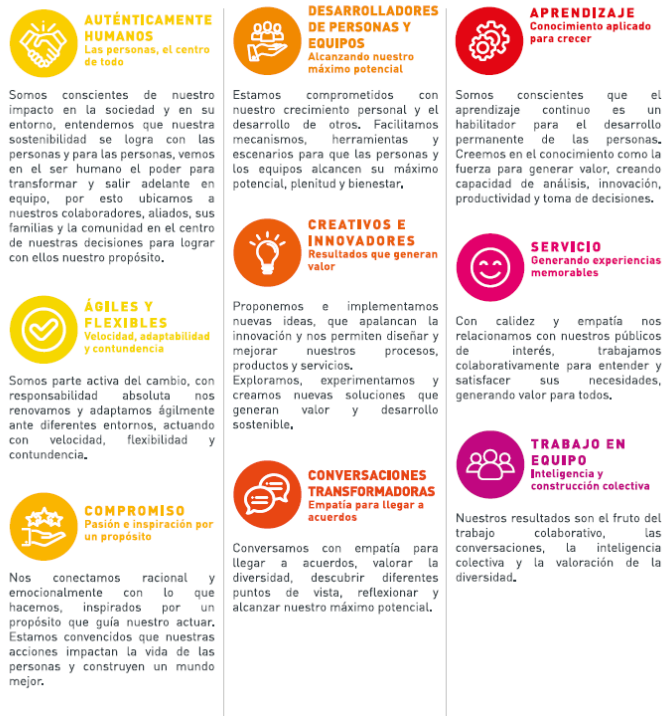 AUTÉNTICAMENTE
HUMANOS
Las personas, el centro
de todo
Somos conscientes de nuestro
impacto en la sociedad y en su
entorno, entendemos que nuestra
sostenibilidad se logra con las
personas y para las personas, vemos
en el ser humano el poder para
transformar y salir adelante en
equipo, por esto ubicamos a
nuestros colaboradores, aliados, sus
familias y la comunidad en el centro
de nuestras decisiones para lograr
con ellos nuestro propósito.
ÁGILES Y
FLEXIBLES
Velocidad, adaptabilidad
y contundencia
Somos parte activa del cambio, con
responsabilidad absoluta nos
renovamos y adaptamos ágilmente
ante diferentes entornos, actuando
con velocidad, flexibilidad y
contundencia.
COMPROMISO
Pasión e inspiración por
un propósito
Nos conectamos racional y
emocionalmente con lo que
hacemos, inspirados por un
propósito que guía nuestro actuar.
Estamos convencidos que nuestras
acciones impactan la vida de las
personas y construyen un mundo
mejor.
DESARROLLADORES
DE PERSONAS Y
EQUIPOS
Alcanzando nuestro
máximo potencial
Estamos comprometidos con
nuestro crecimiento personal y el
desarrollo de otros. Facilitamos
mecanismos, herramientas y
escenarios para que las personas y
los equipos alcancen su máximo
potencial, plenitud y bienestar.
CREATIVOS E
INNOVADORES
Resultados que generan
valor
Proponemos e implementamos
nuevas ideas, que apalancan la
innovación y nos permiten diseñar y
mejorar nuestros procesos,
productos y servicios.
Exploramos, experimentamos y
creamos nuevas soluciones que
generan valor y desarrollo
sostenible.
CONVERSACIONES
TRANSFORMADORAS
Empatía para llegar a
acuerdos
Conversamos con empatía para
llegar a acuerdos, valorar la
diversidad, descubrir diferentes
puntos de vista, reflexionar y
alcanzar nuestro máximo potencial.
APRENDIZAJE
Conocimiento aplicado
para crecer
Somos conscientes que el
aprendizaje continuo es un
habilitador para el desarrollo
permanente de las personas.
Creemos en el conocimiento como la
fuerza para generar valor, creando
capacidad de análisis, innovación,
productividad y toma de decisiones.
SERVICIO
Generando experiencias
memorables
Con calidez y empatía nos
relacionamos con nuestros públicos
de interés, trabajamos
colaborativamente para entender y
satisfacer sus necesidades,
generando valor para todos.
TRABAJO EN
EQUIPO
Inteligencia y
construcción colectiva
Nuestros resultados son el fruto del
trabajo colaborativo, las
conversaciones, la inteligencia
colectiva y la valoración de la
diversidad.